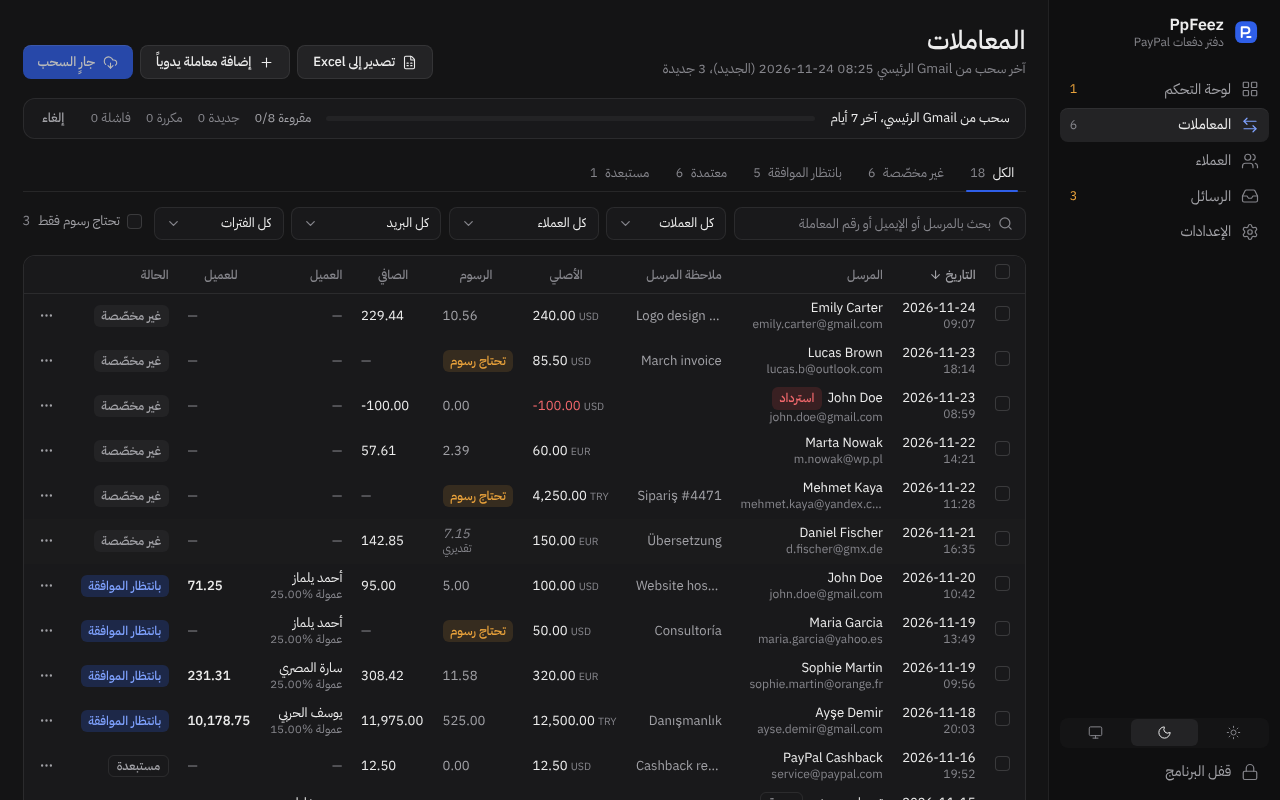 PpFeez
دفتر دفعات PayPal
لوحة التحكم 1
المعاملات 6
العملاء
الرسائل 3
الإعدادات
قفل البرنامج
المعاملات
آخر سحب من Gmail الرئيسي 2026-11-24 08:25 (الجديد)، 3 جديدة
تصدير إلى Excel
إضافة معاملة يدوياً
جارٍ السحب
سحب من Gmail الرئيسي، آخر 7 أيام مقروءة 0/8 جديدة 0 مكررة 0 فاشلة 0 إلغاء
الكل 18 غير مخصّصة 6 بانتظار الموافقة 5 معتمدة 6 مستبعدة 1
بحث بالمرسل أو الإيميل أو رقم المعاملة كل العملات كل العملاء كل البريد كل الفترات تحتاج رسوم فقط 3
التاريخ ↓ المرسل ملاحظة المرسل الأصلي الرسوم الصافي العميل للعميل الحالة
2026-11-24 Emily Carter Logo design ... 240.00 USD 10.56 229.44 — — غير مخصّصة
09:07 emily.carter@gmail.com
2026-11-23 Lucas Brown March invoice 85.50 USD تحتاج رسوم — — — غير مخصّصة
18:14 lucas.b@outlook.com
2026-11-23 John Doe استرداد -100.00 USD 0.00 -100.00 — — غير مخصّصة
08:59 john.doe@gmail.com
2026-11-22 Marta Nowak 60.00 EUR 2.39 57.61 — — غير مخصّصة
14:21 m.nowak@wp.pl
2026-11-22 Mehmet Kaya Sipariş #4471 4,250.00 TRY تحتاج رسوم — — — غير مخصّصة
11:28 mehmet.kaya@yandex.c...
2026-11-21 Daniel Fischer Übersetzung 150.00 EUR 7.15 142.85 — — غير مخصّصة
16:35 d.fischer@gmx.de تقديري
2026-11-20 John Doe Website hos... 100.00 USD 5.00 95.00 أحمد يلماز 71.25 بانتظار الموافقة
10:42 john.doe@gmail.com عمولة 25.00%
2026-11-19 Maria Garcia Consultoría 50.00 USD تحتاج رسوم — أحمد يلماز — بانتظار الموافقة
13:49 maria.garcia@yahoo.es عمولة 25.00%
2026-11-19 Sophie Martin 320.00 EUR 11.58 308.42 سارة المصري 231.31 بانتظار الموافقة
09:56 sophie.martin@orange.fr عمولة 25.00%
2026-11-18 Ayşe Demir Danışmanlık 12,500.00 TRY 525.00 11,975.00 يوسف الحربي 10,178.75 بانتظار الموافقة
20:03 ayse.demir@gmail.com عمولة 15.00%
2026-11-16 PayPal Cashback Cashback re... 12.50 USD 0.00 12.50 — — مستبعدة
19:52 service@paypal.com